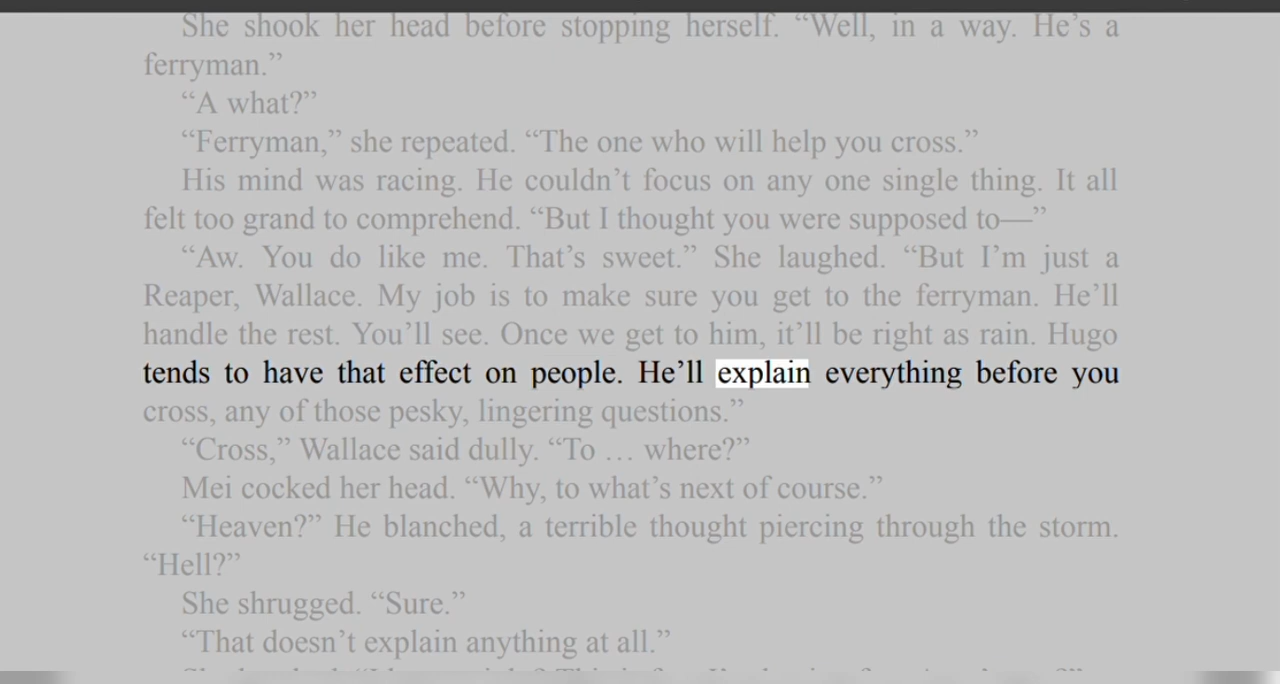 She shook her head before stopping herself. “Well, in a way. He’s a
ferryman.”
“A what?”
“Ferryman,” she repeated. “The one who will help you cross.”
His mind was racing. He couldn’t focus on any one single thing. It all
felt too grand to comprehend. “But I thought you were supposed to—”
“Aw. You do like me. That’s sweet.” She laughed. “But I’m just a
Reaper, Wallace. My job is to make sure you get to the ferryman. He’ll
handle the rest. You’ll see. Once we get to him, it’ll be right as rain. Hugo
tends to have that effect on people. He’ll explain everything before you
cross, any of those pesky, lingering questions.”
“Cross,” Wallace said dully. “To … where?”
Mei cocked her head. “Why, to what’s next of course.”
“Heaven?” He blanched, a terrible thought piercing through the storm.
“Hell?”
She shrugged. “Sure.”
“That doesn’t explain anything at all.”